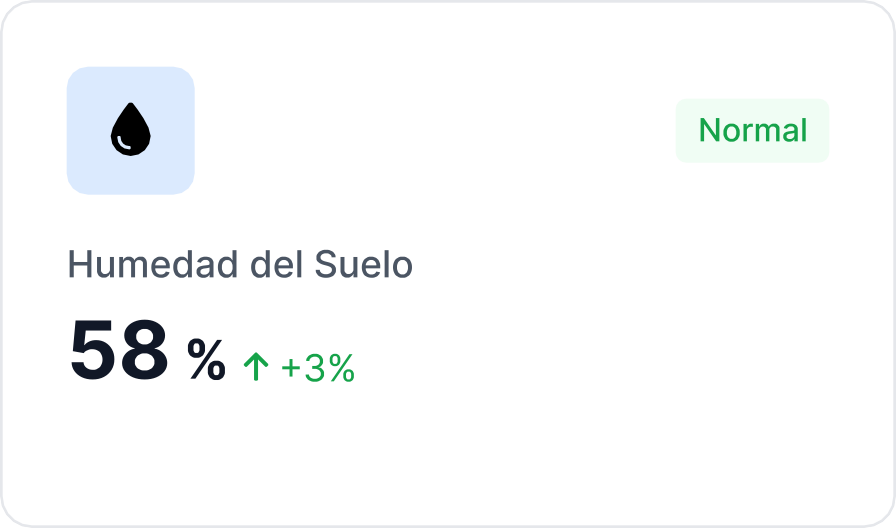 Normal
Humedad del Suelo
58 % ↑ +3%